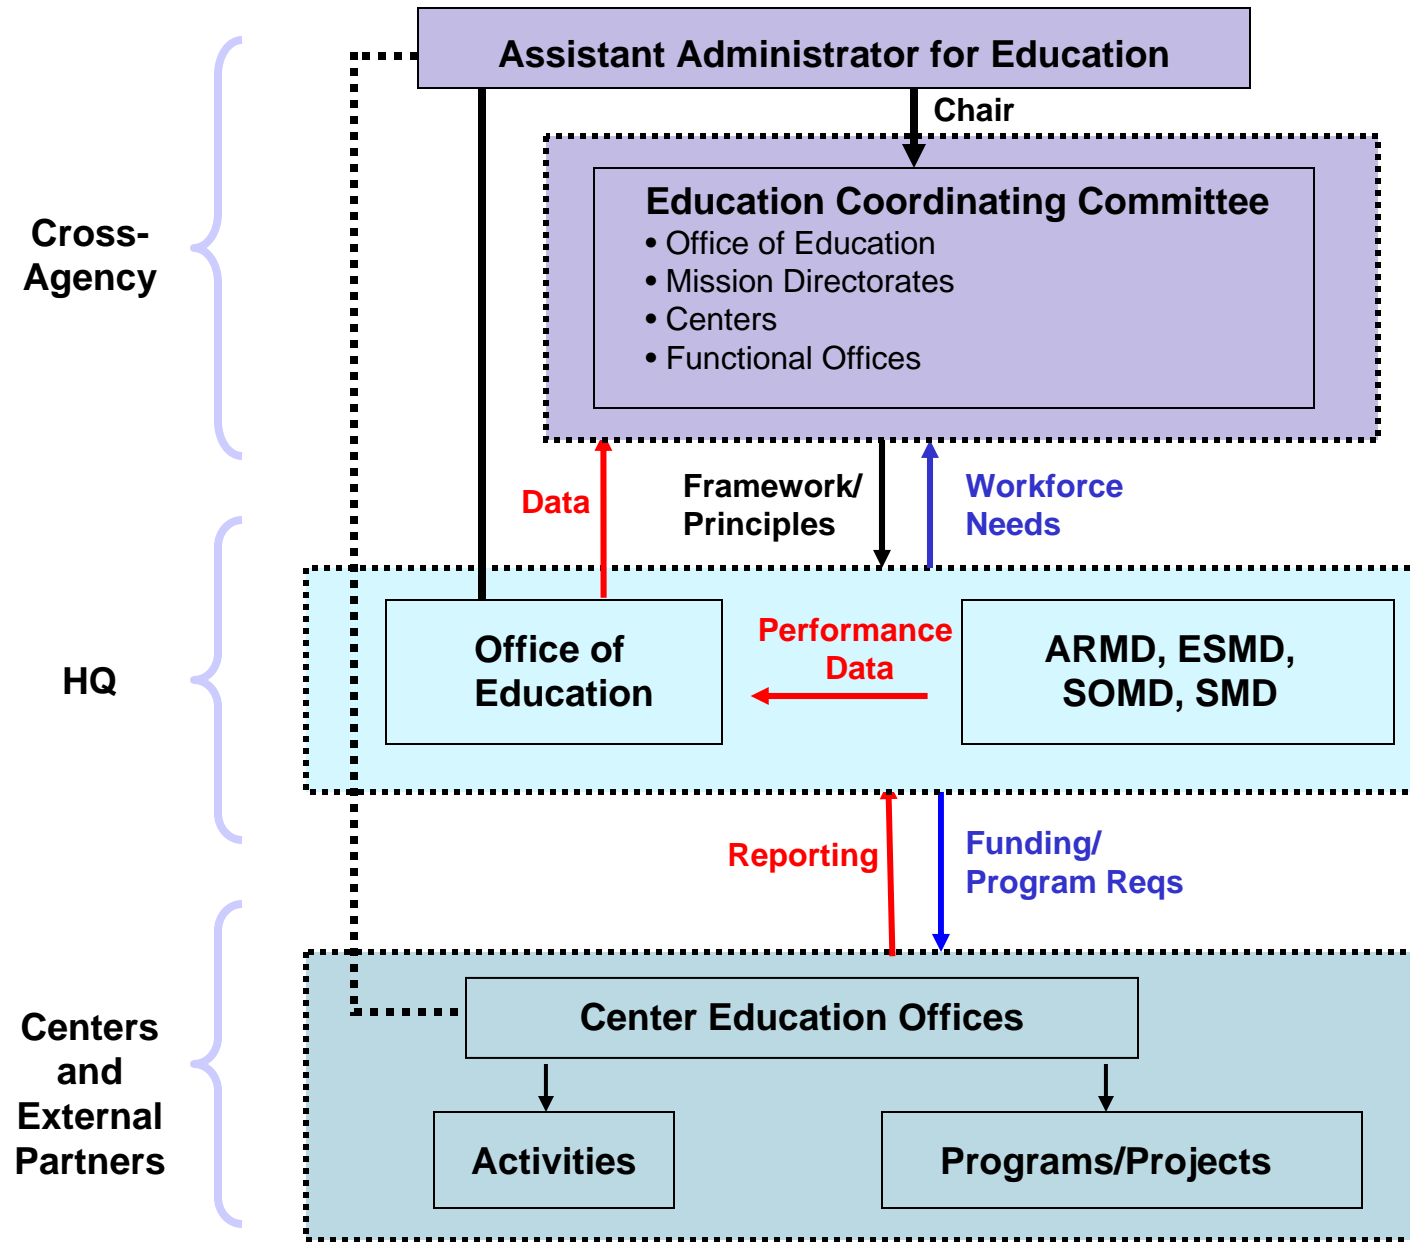 Assistant Administrator for Education
Chair
Cross-
Agency
Education Coordinating Committee
• Office of Education
• Mission Directorates
• Centers
• Functional Offices
Data
Framework/
Principles
Workforce
Needs
HQ
Office of
Education
Performance
Data
ARMD, ESMD,
SOMD, SMD
Reporting
Funding/
Program Reqs
Centers
and
External
Partners
Center Education Offices
Activities
Programs/Projects